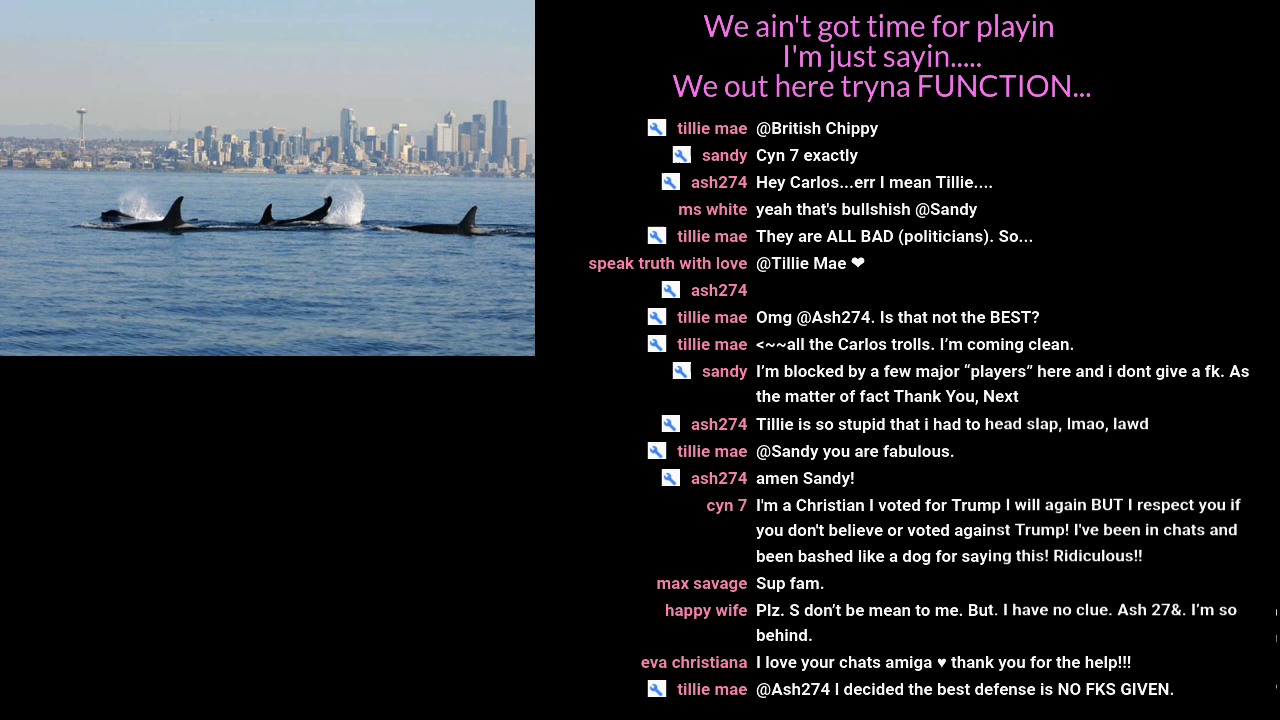 We ain't got time for playin
I'm just sayin.....
We out here tryna FUNCTION...
tillie mae @British Chippy
sandy Cyn 7 exactly
ash274 Hey Carlos...err I mean Tillie....
ms white yeah that's bullshish @Sandy
tillie mae They are ALL BAD (politicians). So...
speak truth with love @Tillie Mae ❤
ash274
tillie mae Omg @Ash274. Is that not the BEST?
tillie mae <~~all the Carlos trolls. I’m coming clean.
sandy I’m blocked by a few major “players” here and i dont give a fk. As
the matter of fact Thank You, Next
ash274 Tillie is so stupid that i had to head slap, lmao, lawd
tillie mae @Sandy you are fabulous.
ash274 amen Sandy!
cyn 7 I'm a Christian I voted for Trump I will again BUT I respect you if
you don't believe or voted against Trump! I've been in chats and
been bashed like a dog for saying this! Ridiculous!!
max savage Sup fam.
happy wife Plz. S don’t be mean to me. But. I have no clue. Ash 27&. I’m so
behind.
eva christiana I love your chats amiga ♥ thank you for the help!!!
tillie mae @Ash274 I decided the best defense is NO FKS GIVEN.